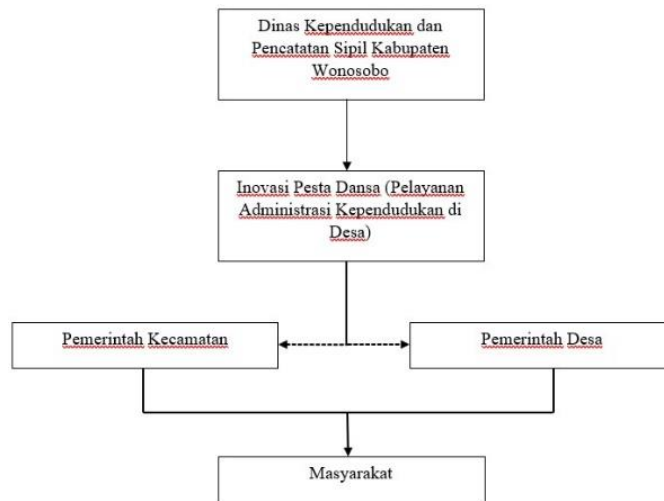 Dinas Kependudukan dan
Pencatatan Sipil Kabupaten
Wonosobo
Inovasi Pesta Dansa (Pelayanan
Administrasi Kependudukan di
Desa)
Pemerintah Kecamatan
Pemerintah Desa
Masyarakat